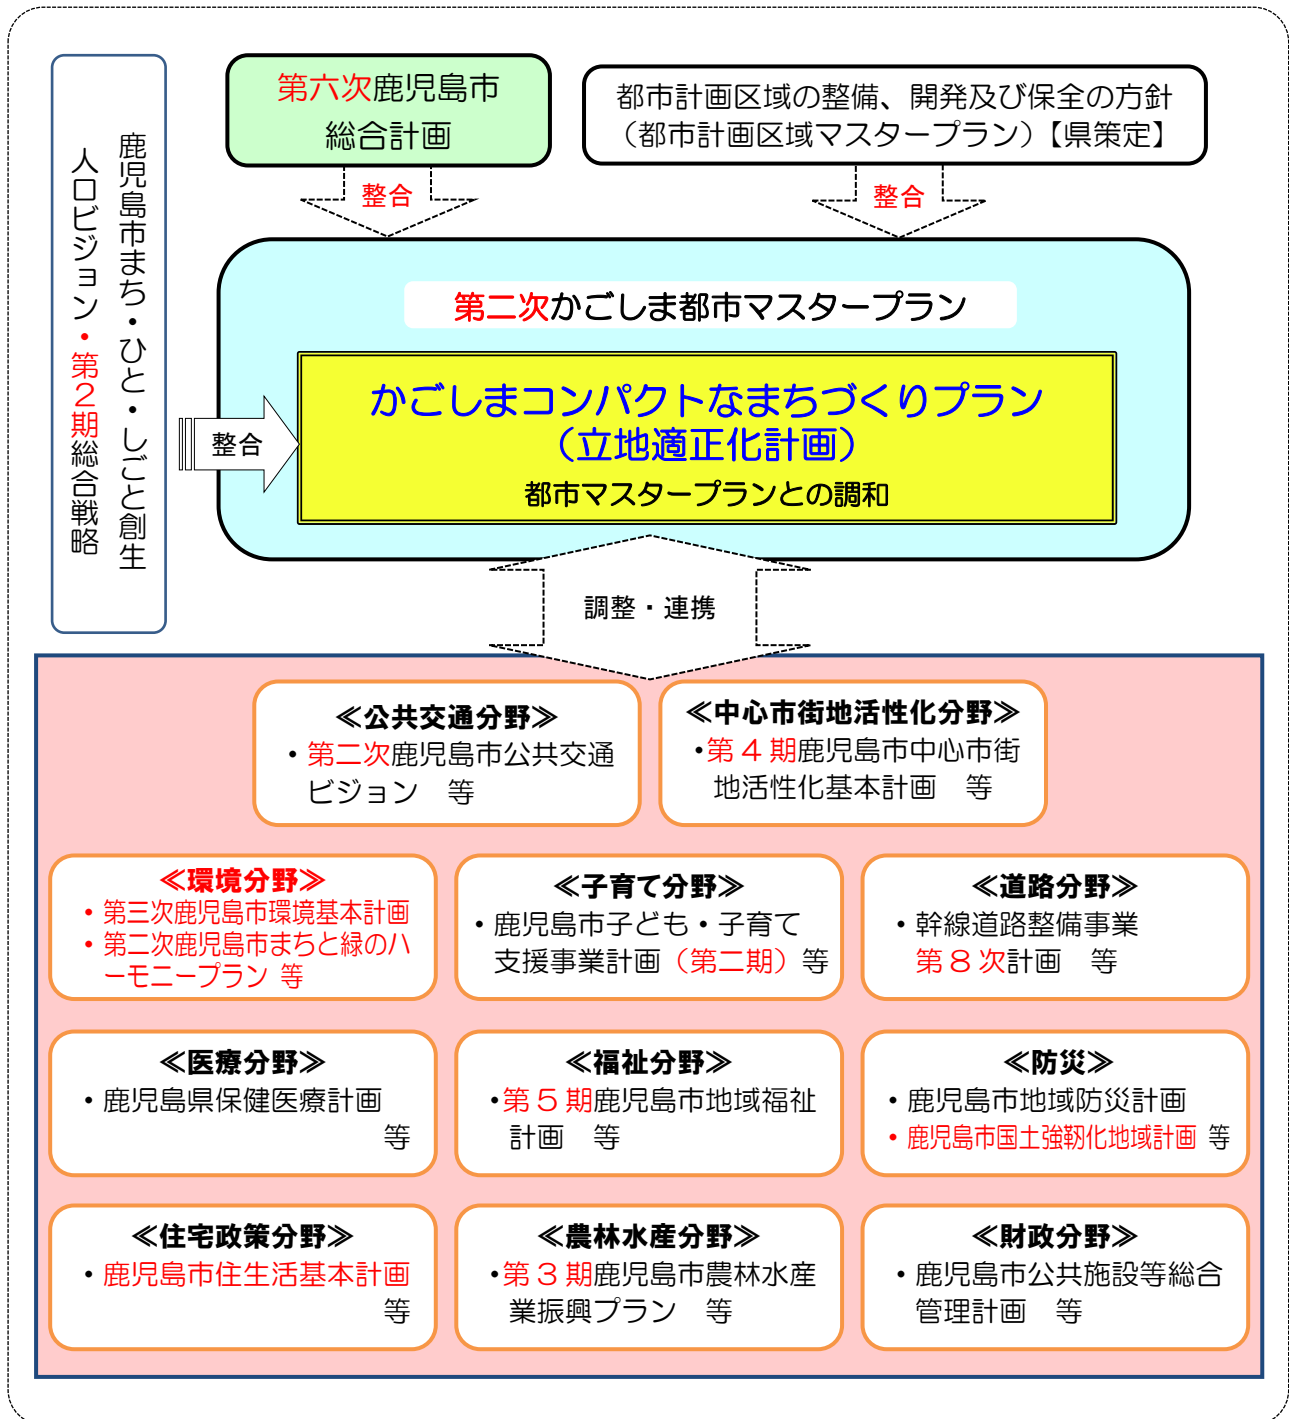 鹿児島市まち・ひと・しごと創生
人口ビジョン・第2期総合戦略
第六次鹿児島市
総合計画
都市計画区域の整備、開発及び保全の方針
（都市計画区域マスタープラン）【県策定】
整合
整合
第二次かごしま都市マスタープラン
かごしまコンパクトなまちづくりプラン
（立地適正化計画）
都市マスタープランとの調和
整合
調整・連携
≪公共交通分野≫
・第二次鹿児島市公共交通
ビジョン　等
≪中心市街地活性化分野≫
・第４期鹿児島市中心市街
地活性化基本計画　等
≪環境分野≫
・第三次鹿児島市環境基本計画
・第二次鹿児島市まちと緑のハ
ーモニープラン 等
≪子育て分野≫
・鹿児島市子ども・子育て
支援事業計画（第二期）等
≪道路分野≫
・幹線道路整備事業
第８次計画　等
≪医療分野≫
・鹿児島県保健医療計画
等
≪福祉分野≫
・第５期鹿児島市地域福祉
計画　等
≪防災≫
・鹿児島市地域防災計画
・鹿児島市国土強靱化地域計画 等
≪住宅政策分野≫
・鹿児島市住生活基本計画
等
≪農林水産分野≫
・第３期鹿児島市農林水産
業振興プラン　等
≪財政分野≫
・鹿児島市公共施設等総合
管理計画　等